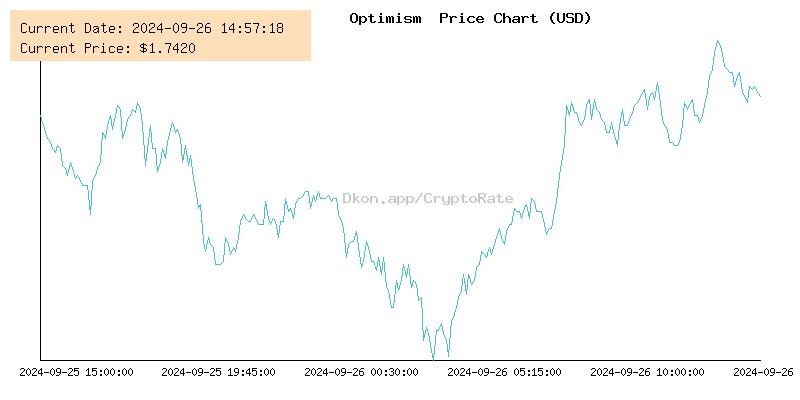 Optimism  Price Chart (USD)
Current Date: 2024-09-26 14:57:18
Current Price: $1.7420
Dkon.app/CryptoRate
2024-09-25 15:00:00 2024-09-25 19:45:00 2024-09-26 00:30:00 2024-09-26 05:15:00 2024-09-26 10:00:00 2024-09-26